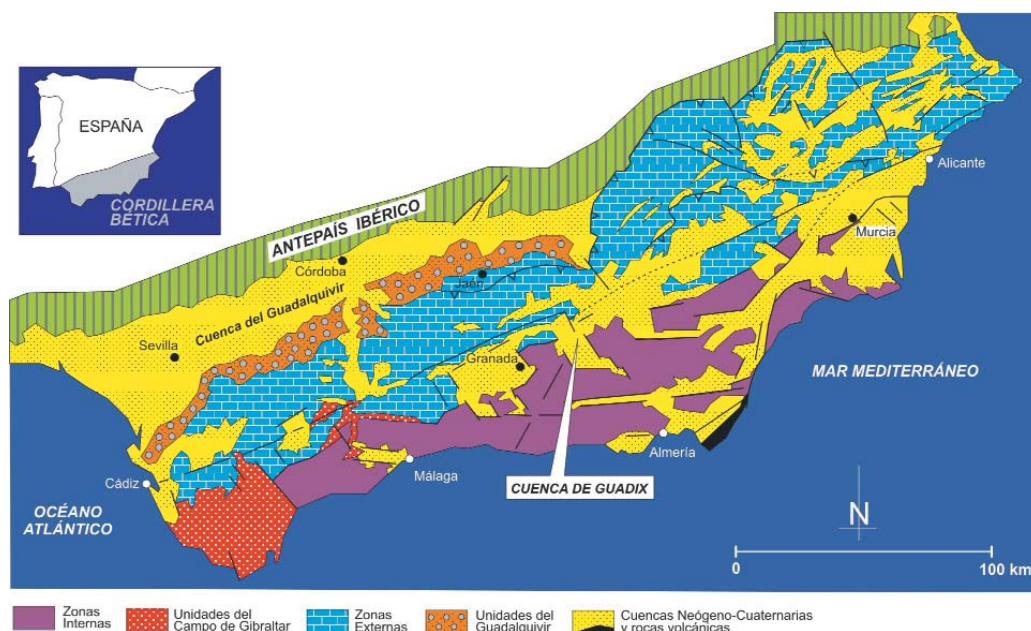 ESPAÑA
CORDILLERA
BÉTICA
ANTEPAÍS IBÉRICO
Córdoba
Jaén
Cuenca del Guadalquivir
Sevilla
Granada
Alicante
Murcia
MAR MEDITERRÁNEO
Almería
Málaga
CUENCA DE GUADIX
Cádiz
OCÉANO
ATLÁNTICO
N
0 100 km
Zonas
Internas
Unidades del
Campo de Gibraltar
Zonas
Externas
Unidades del
Guadalquivir
Cuencas Neógeno-Cuaternarias
y rocas volcánicas